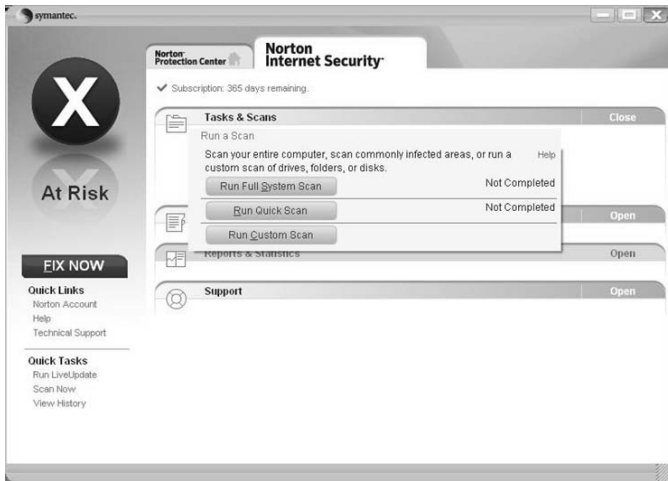 symantec.
Norton
Protection Center
Norton
Internet Security
Subscription: 365 days remaining.
X
At Risk
FIX NOW
Quick Links
Norton Account
Help
Technical Support
Quick Tasks
Run LiveUpdate
Scan Now
View History
Tasks & Scans Close
Run a Scan
Scan your entire computer, scan commonly infected areas, or run a Help
custom scan of drives, folders, or disks.
Run Full System Scan Not Completed
Run Quick Scan Not Completed
Run Custom Scan
Open
Reports & Statistics Open
Support Open